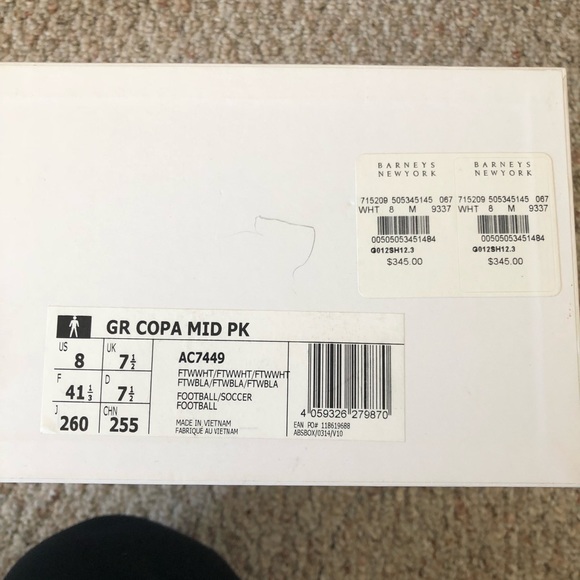 BARNEYS
NEWYORK
715209 505345145 067
WHT 8 M 9337
00505053451484
G012SH12.3
$345.00
BARNEYS
NEWYORK
715209 505345145 067
WHT 8 M 9337
00505053451484
G012SH12.3
$345.00
GR COPA MID PK
US 8 UK 7½
F 41⅓ D 7½
J 260 CHN 255
AC7449
FTWWHT/FTWWHT/FTWWHT
FTWBLA/FTWBLA/FTWBLA
FOOTBALL/SOCCER
FOOTBALL
MADE IN VIETNAM
FABRIQUE AU VIETNAM
4 059326 279870
EAN PO# 118619688
ABSBOX/0314/V10